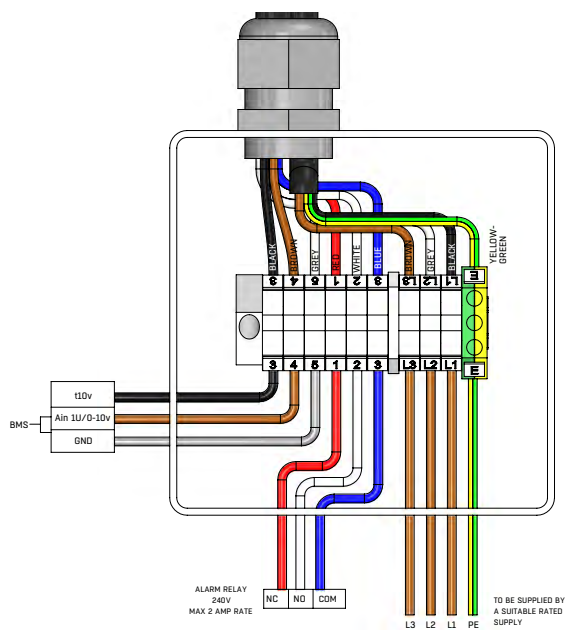 BLACK
BROWN
GREY
RED
WHITE
BLUE
BROWN
GREY
BLACK
YELLOW-
GREEN
3 4 5 1 2 3 L3 L2 L1 E
3 4 5 1 2 3 L3 L2 L1 E
t10v
Ain 1U/0-10v
GND
BMS
ALARM RELAY
240V
MAX 2 AMP RATE
NC NO COM
L3 L2 L1 PE
TO BE SUPPLIED BY
A SUITABLE RATED
SUPPLY